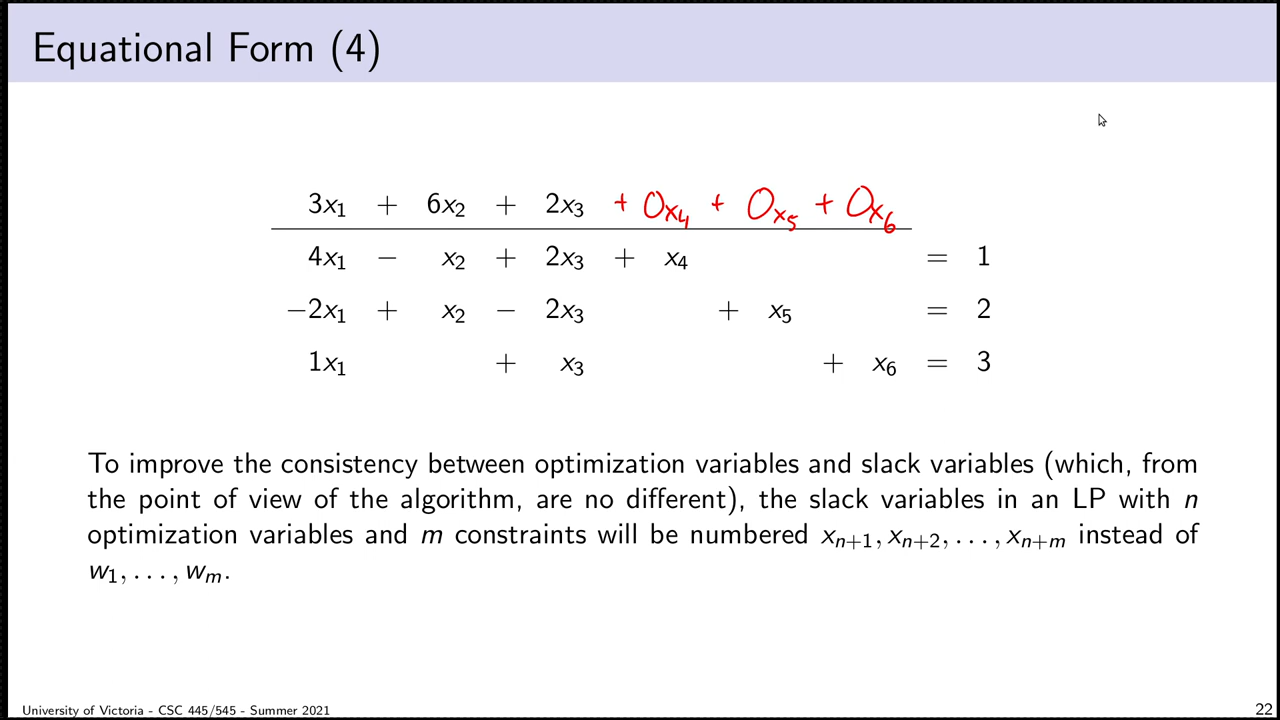 Equational Form (4)
3x₁ + 6x₂ + 2x₃ + 0x₄ + 0x₅ + 0x₆
4x₁ − x₂ + 2x₃ + x₄ = 1
−2x₁ + x₂ − 2x₃ + x₅ = 2
1x₁ + x₃ + x₆ = 3
To improve the consistency between optimization variables and slack variables (which, from
the point of view of the algorithm, are no different), the slack variables in an LP with n
optimization variables and m constraints will be numbered xₙ₊₁, xₙ₊₂, . . . , xₙ₊ₘ instead of
w₁, . . . , wₘ.
University of Victoria - CSC 445/545 - Summer 2021
22